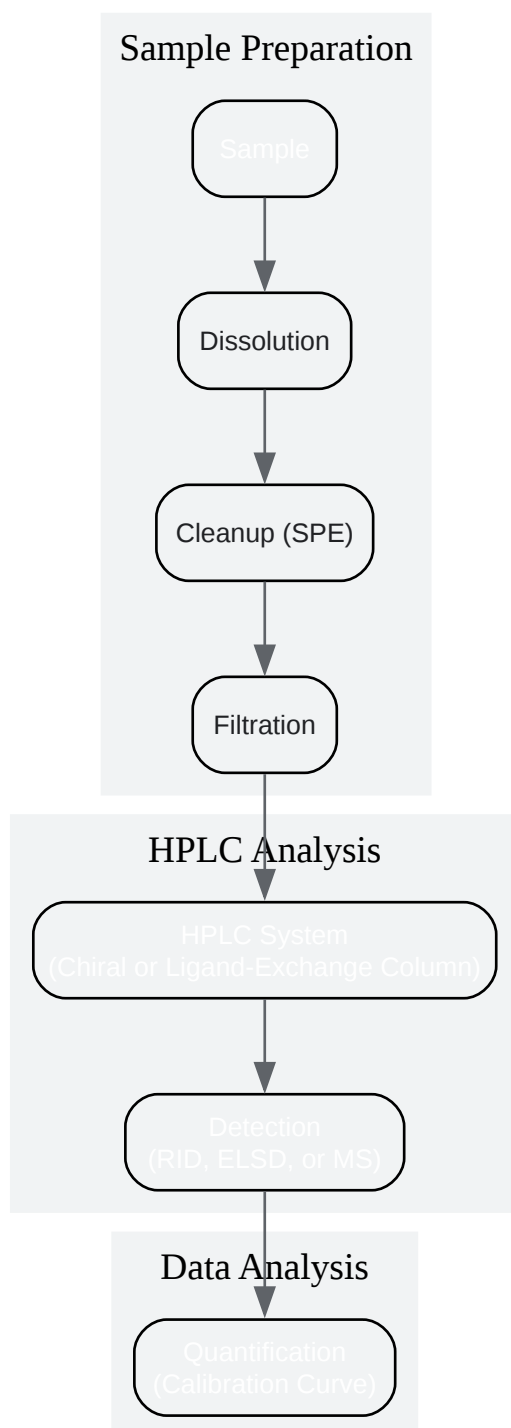 Sample Preparation
Sample
Dissolution
Cleanup (SPE)
Filtration
HPLC Analysis
HPLC System
(Chiral or Ligand-Exchange Column)
Detection
(RID, ELSD, or MS)
Data Analysis
Quantification
(Calibration Curve)